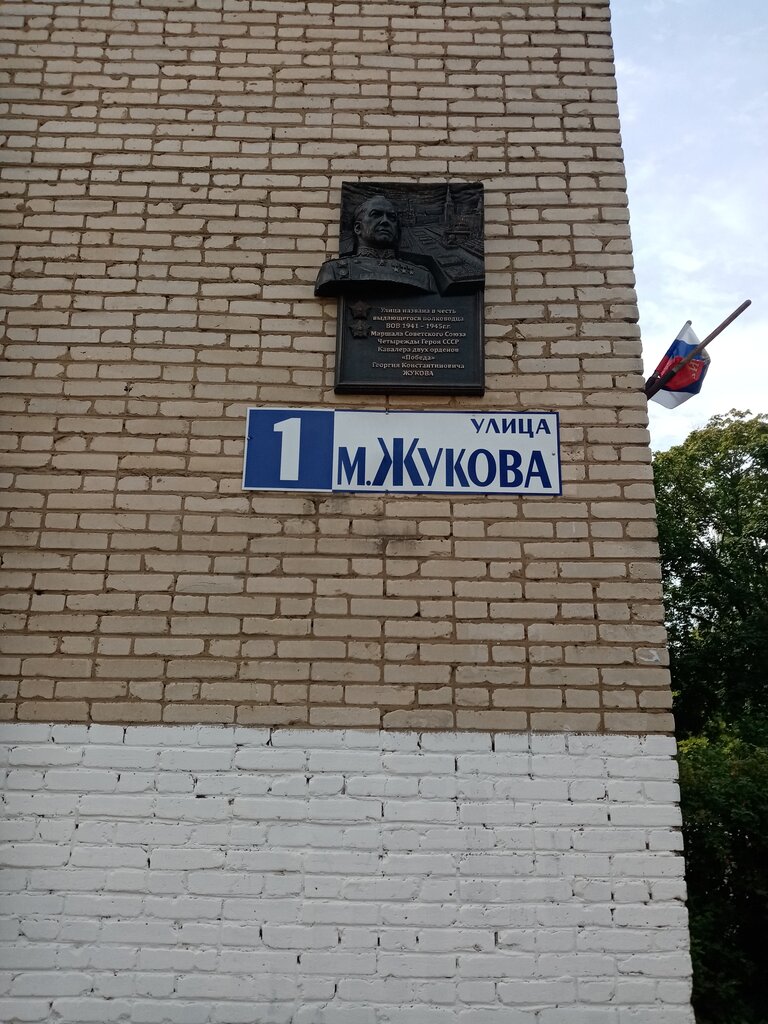 Улица названа в честь
выдающегося полководца
ВОВ 1941 - 1945г.г.
Маршала Советского Союза
Четырежды Героя СССР
Кавалера двух орденов
«Победа»
Георгия Константиновича
ЖУКОВА
1
УЛИЦА
М.ЖУКОВА